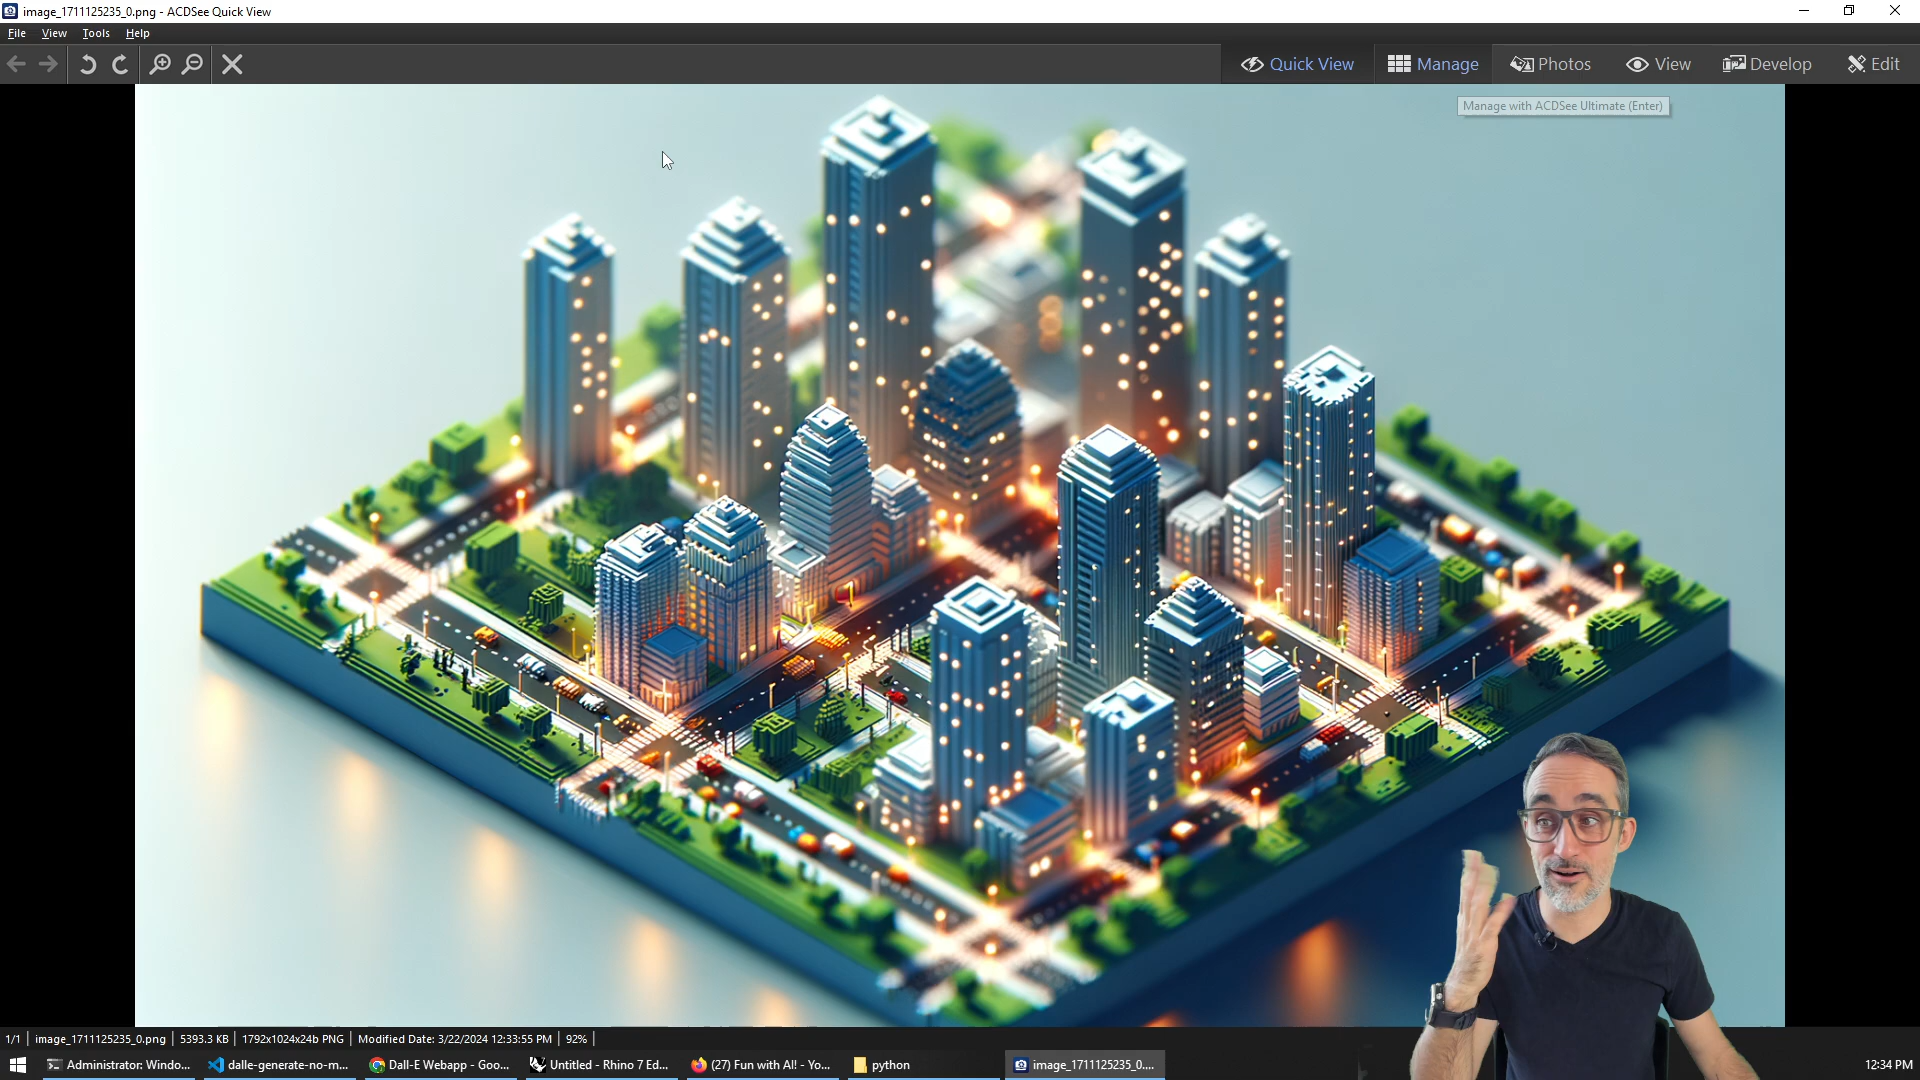 image_1711125235_0.png - ACDSee Quick View
File View Tools Help
Quick View Manage Photos View Develop Edit
Manage with ACDSee Ultimate (Enter)
1/1 image_1711125235_0.png 5393.3 KB 1792x1024x24b PNG Modified Date: 3/22/2024 12:33:55 PM 92%
Administrator: Windo... dalle-generate-no-m... Dall-E Webapp - Goo... Untitled - Rhino 7 Ed... (27) Fun with AI! - Yo... python image_1711125235_0.... 12:34 PM